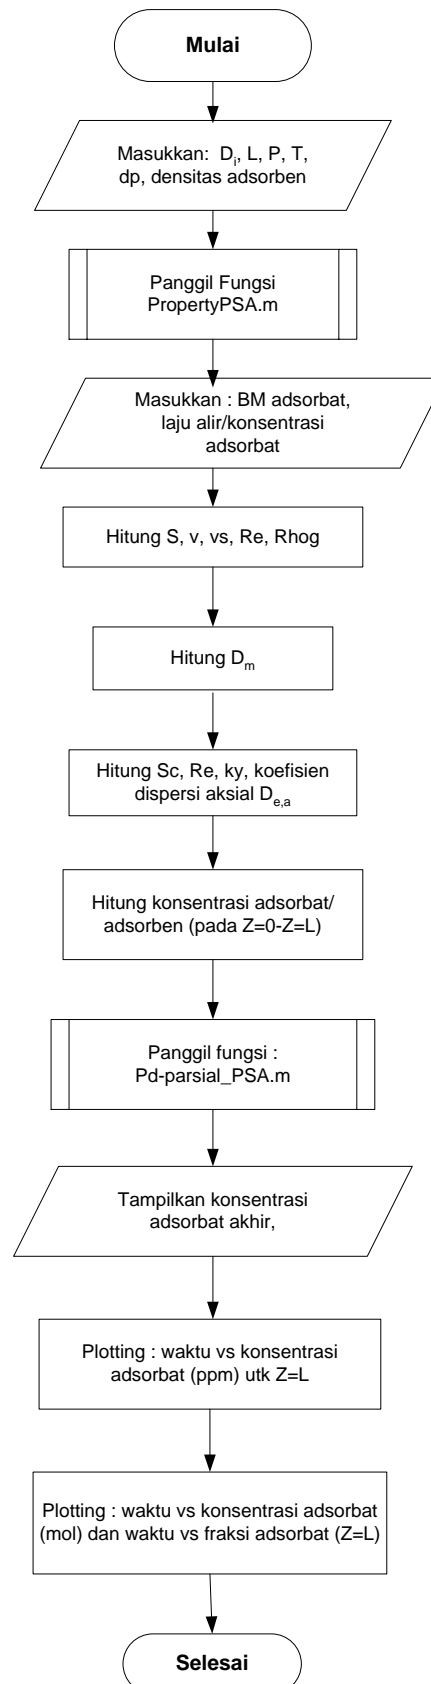 Mulai
Masukkan: D_i, L, P, T,
dp, densitas adsorben
Panggil Fungsi
PropertyPSA.m
Masukkan : BM adsorbat,
laju alir/konsentrasi
adsorbat
Hitung S, v, vs, Re, Rhog
Hitung D_m
Hitung Sc, Re, ky, koefisien
dispersi aksial D_e,a
Hitung konsentrasi adsorbat/
adsorben (pada Z=0-Z=L)
Panggil fungsi :
Pd-parsial_PSA.m
Tampilkan konsentrasi
adsorbat akhir,
Plotting : waktu vs konsentrasi
adsorbat (ppm) utk Z=L
Plotting : waktu vs konsentrasi adsorbat
(mol) dan waktu vs fraksi adsorbat (Z=L)
Selesai